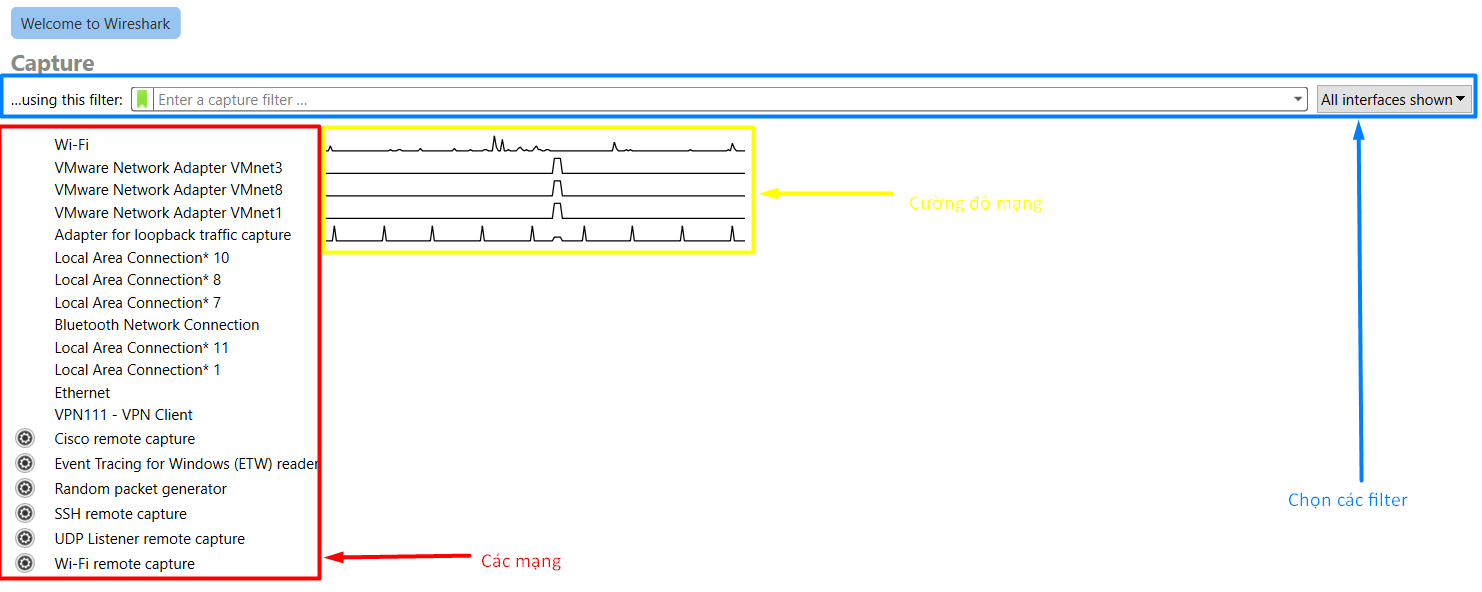 Welcome to Wireshark
Capture
...using this filter: Enter a capture filter ... All interfaces shown
Wi-Fi
VMware Network Adapter VMnet3
VMware Network Adapter VMnet8
VMware Network Adapter VMnet1
Cường độ mạng
Adapter for loopback traffic capture
Local Area Connection* 10
Local Area Connection* 8
Local Area Connection* 7
Bluetooth Network Connection
Local Area Connection* 11
Local Area Connection* 1
Ethernet
VPN111 - VPN Client
Cisco remote capture
Event Tracing for Windows (ETW) reader
Random packet generator
Chọn các filter
SSH remote capture
UDP Listener remote capture
Wi-Fi remote capture
Các mạng